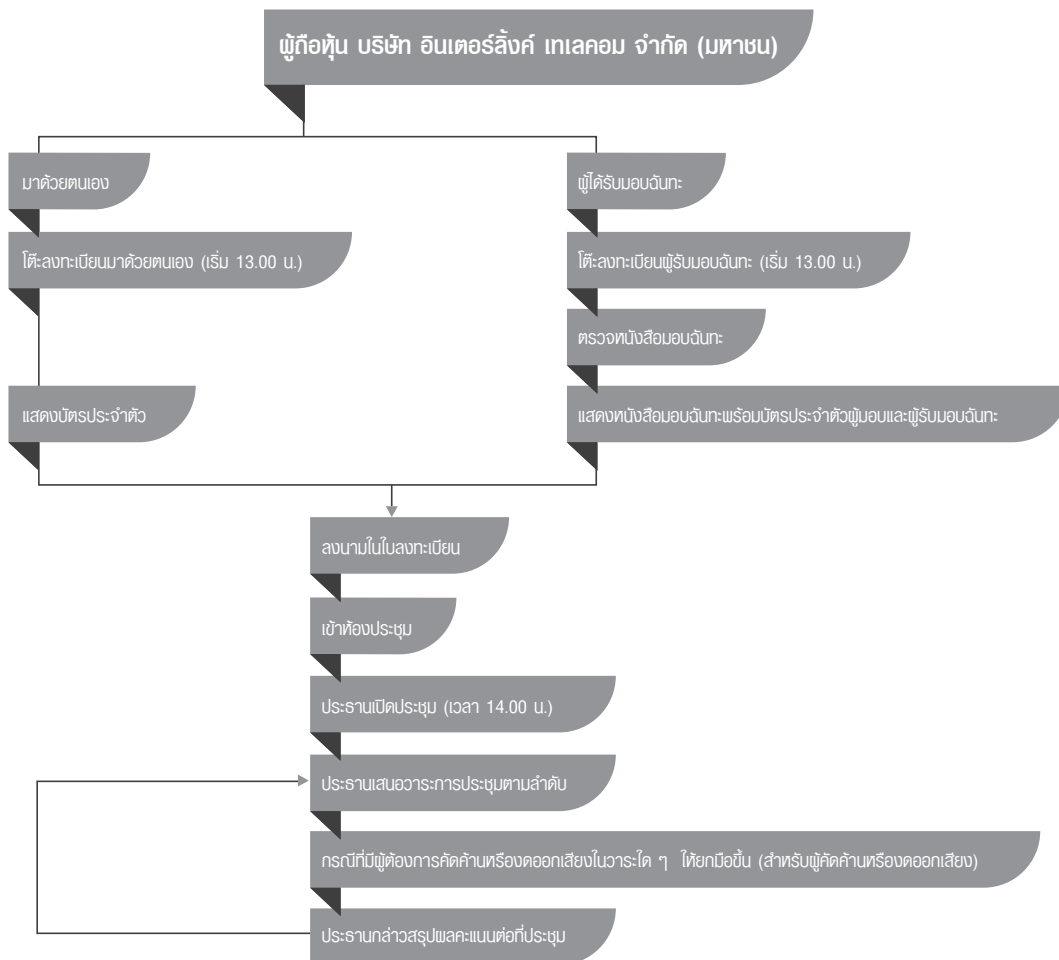 ผู้ถือหุ้น บริษัท อินเตอร์ลิ้งค์ เทเลคอม จำกัด (มหาชน)
มาด้วยตนเอง
โต๊ะลงทะเบียนมาด้วยตนเอง (เริ่ม 13.00 น.)
แสดงบัตรประจำตัว
ผู้ได้รับมอบฉันทะ
โต๊ะลงทะเบียนผู้รับมอบฉันทะ (เริ่ม 13.00 น.)
ตรวจหนังสือมอบฉันทะ
แสดงหนังสือมอบฉันทะพร้อมบัตรประจำตัวผู้มอบและผู้รับมอบฉันทะ
ลงนามในใบลงทะเบียน
เข้าห้องประชุม
ประธานเปิดประชุม (เวลา 14.00 น.)
ประธานเสนอวาระการประชุมตามลำดับ
กรณีที่มีผู้ต้องการคัดค้านหรืองดออกเสียงในวาระใด ๆ ให้ยกมือขึ้น (สำหรับผู้คัดค้านหรืองดออกเสียง)
ประธานกล่าวสรุปผลคะแนนต่อที่ประชุม